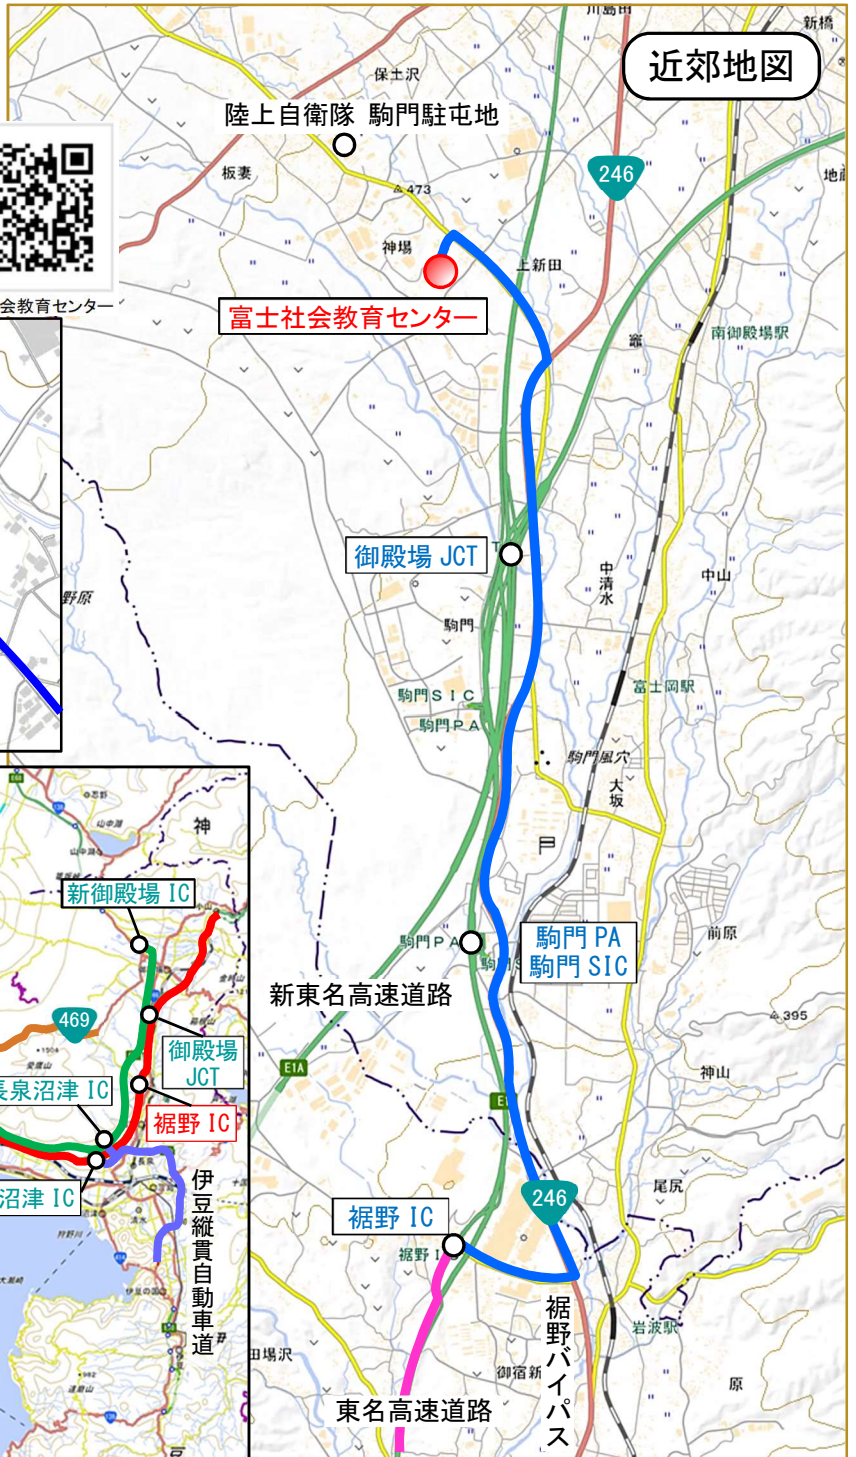 近郊地図
川島田
新橋
保土沢
陸上自衛隊 駒門駐屯地
板妻
246
473
神場
上新田
富士社会教育センター
会教育センター
竈
南御殿場駅
御殿場 JCT
中清水
中山
野原
駒門
駒門SIC
駒門PA
富士岡駅
駒門風穴
大坂
駒門PA
駒門 PA
駒門 SIC
前原
新東名高速道路
395
E1A
神山
尾尻
246
裾野 IC
岩波駅
裾野バイパス
御宿新
田場沢
原
東名高速道路
神
忍野
山中湖
新御殿場 IC
469
御殿場
JCT
裾野 IC
長泉沼津 IC
沼津 IC
伊豆縦貫自動車道